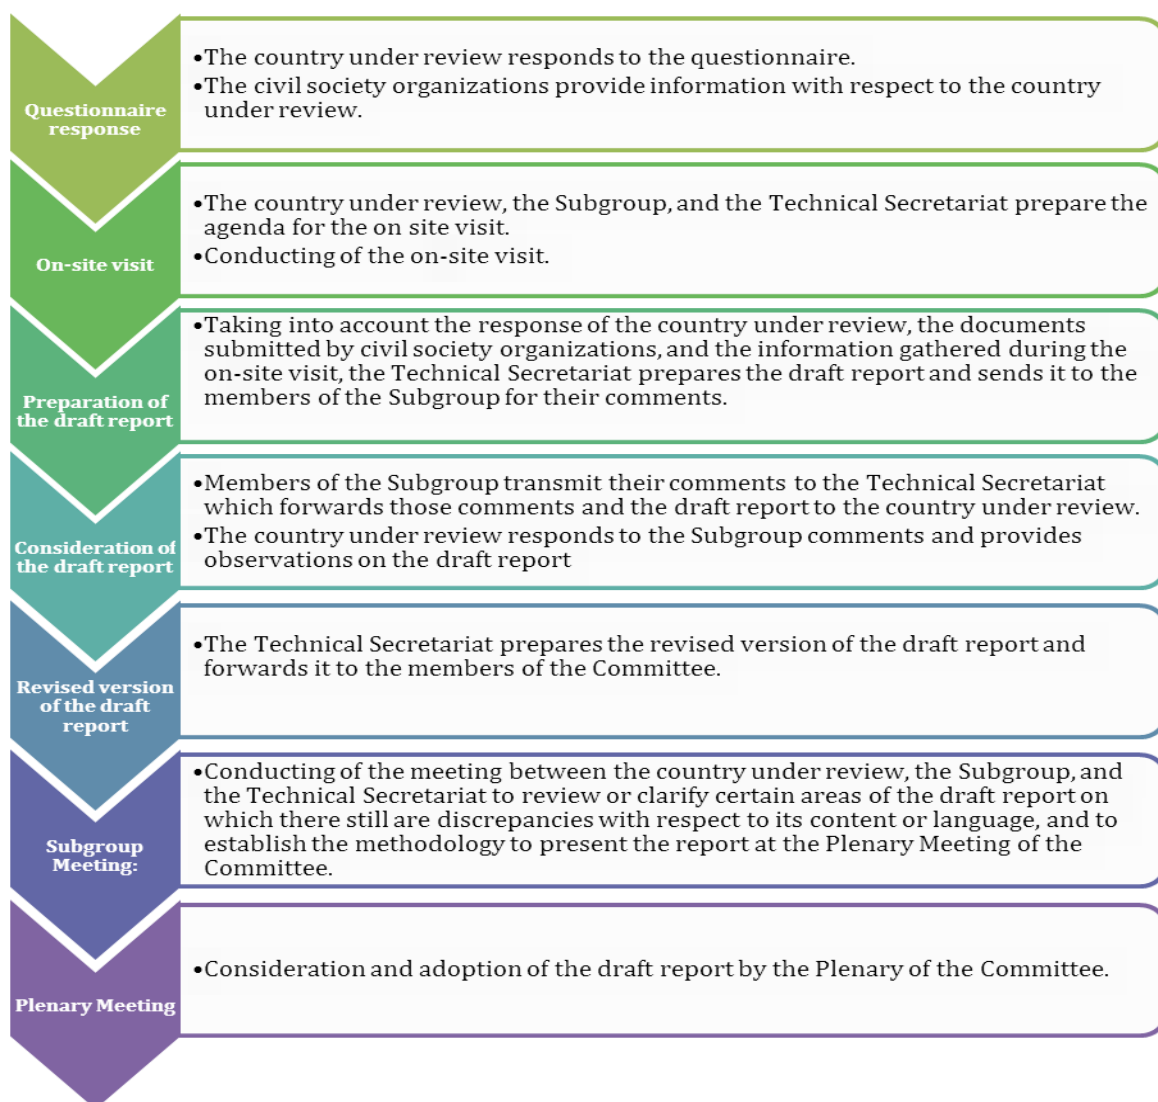 Questionnaire
response
•The country under review responds to the questionnaire.
•The civil society organizations provide information with respect to the country
under review.
On-site visit
•The country under review, the Subgroup, and the Technical Secretariat prepare the
agenda for the on site visit.
•Conducting of the on-site visit.
Preparation of
the draft report
•Taking into account the response of the country under review, the documents
submitted by civil society organizations, and the information gathered during the
on-site visit, the Technical Secretariat prepares the draft report and sends it to the
members of the Subgroup for their comments.
Consideration of
the draft report
•Members of the Subgroup transmit their comments to the Technical Secretariat
which forwards those comments and the draft report to the country under review.
•The country under review responds to the Subgroup comments and provides
observations on the draft report
Revised version
of the draft
report
•The Technical Secretariat prepares the revised version of the draft report and
forwards it to the members of the Committee.
Subgroup
Meeting:
•Conducting of the meeting between the country under review, the Subgroup, and
the Technical Secretariat to review or clarify certain areas of the draft report on
which there still are discrepancies with respect to its content or language, and to
establish the methodology to present the report at the Plenary Meeting of the
Committee.
Plenary Meeting
•Consideration and adoption of the draft report by the Plenary of the Committee.